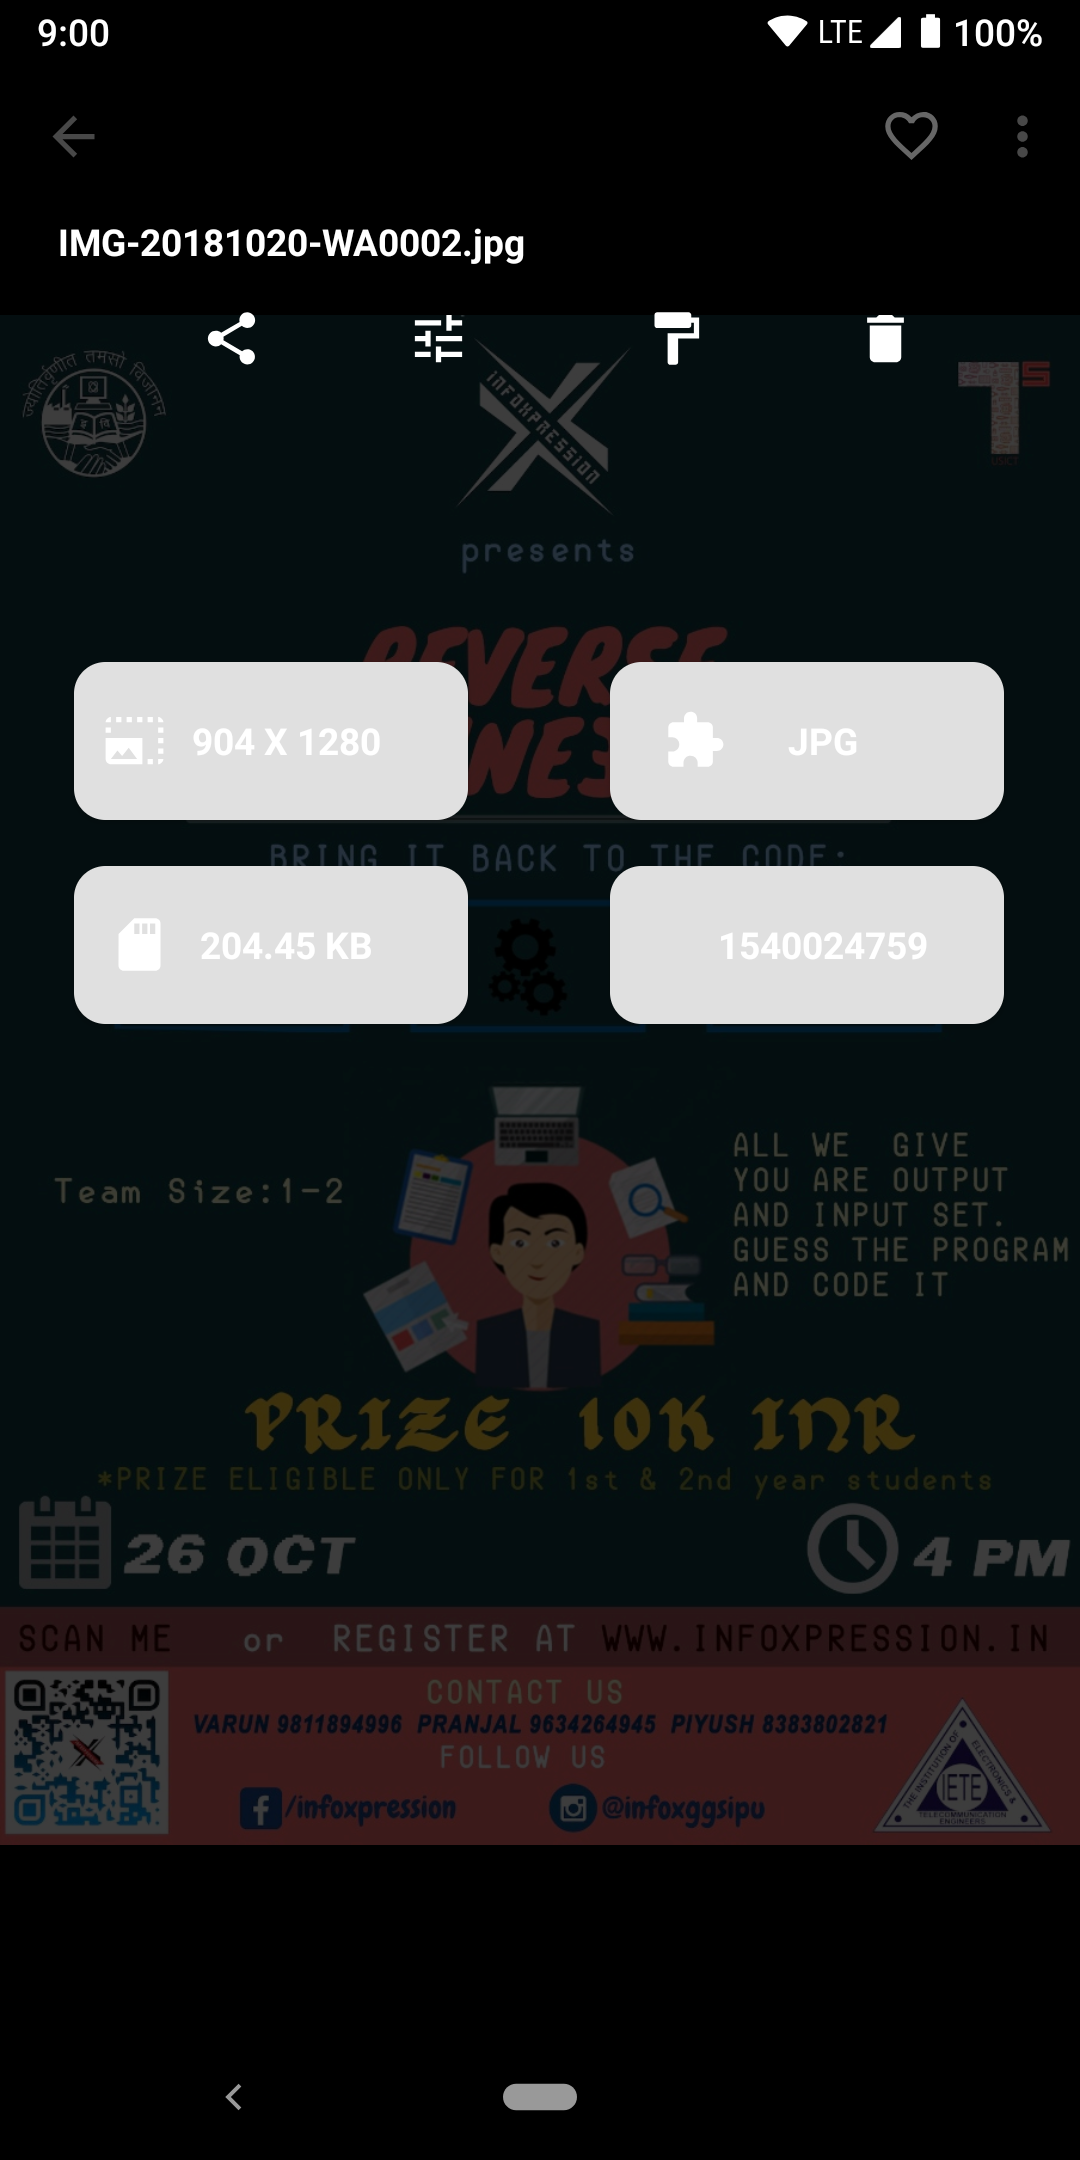 9:00 LTE 100%
IMG-20181020-WA0002.jpg
ज्योतिर्वृणीत तमसो विजानन
INFOXPRESSION
presents
REVERSE
904 X 1280 JPG
BRING IT BACK TO THE CODE:
204.45 KB 1540024759
Team Size:1-2
ALL WE GIVE
YOU ARE OUTPUT
AND INPUT SET.
GUESS THE PROGRAM
AND CODE IT
PRIZE 10K INR
*PRIZE ELIGIBLE ONLY FOR 1st & 2nd year students
26 OCT 4 PM
SCAN ME or REGISTER AT WWW.INFOXPRESSION.IN
CONTACT US
VARUN 9811894996 PRANJAL 9634264945 PIYUSH 8383802821
FOLLOW US
/infoxpression @infoxggsipu
THE INSTITUTION OF ELECTRONICS &
IETE
TELECOMMUNICATION
ENGINEERS